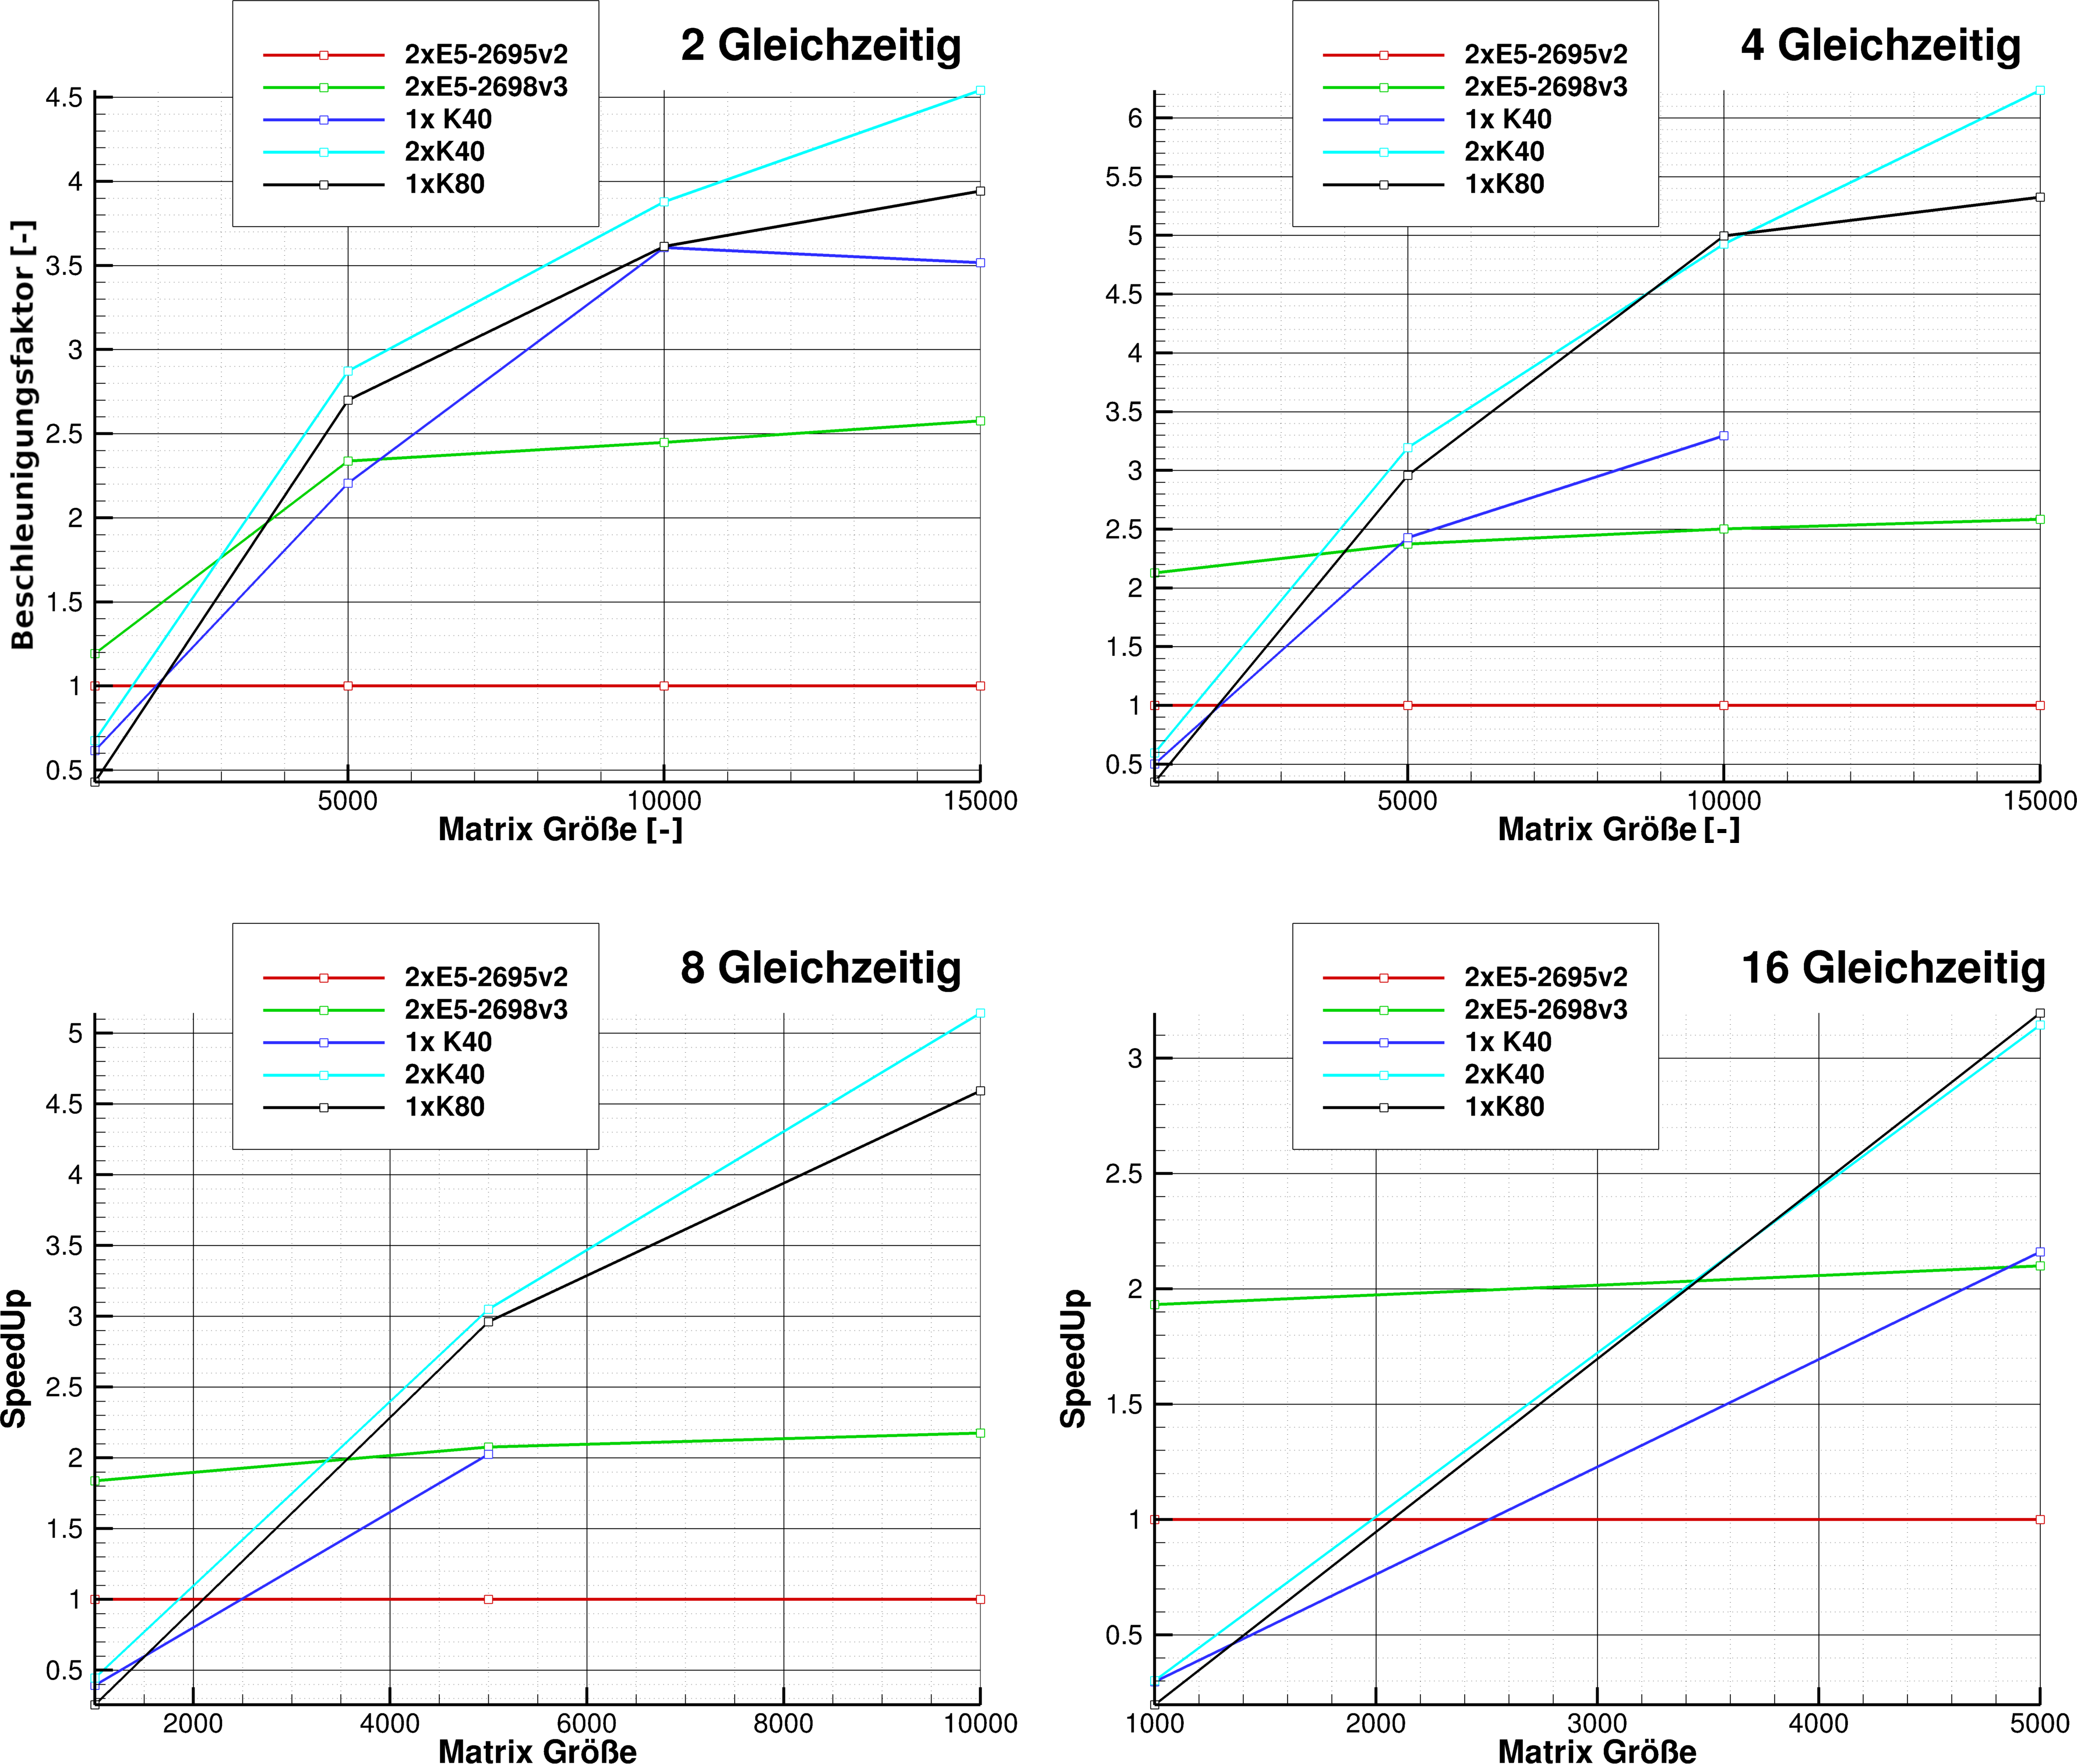 2 Gleichzeitig
2xE5-2695v2
2xE5-2698v3
1x K40
2xK40
1xK80
Beschleunigungsfaktor [-]
4.5
4
3.5
3
2.5
2
1.5
1
0.5
5000 10000 15000
Matrix Größe [-]
4 Gleichzeitig
2xE5-2695v2
2xE5-2698v3
1x K40
2xK40
1xK80
6
5.5
5
4.5
4
3.5
3
2.5
2
1.5
1
0.5
5000 10000 15000
Matrix Größe [-]
8 Gleichzeitig
2xE5-2695v2
2xE5-2698v3
1x K40
2xK40
1xK80
SpeedUp
5
4.5
4
3.5
3
2.5
2
1.5
1
0.5
2000 4000 6000 8000 10000
Matrix Größe
16 Gleichzeitig
2xE5-2695v2
2xE5-2698v3
1x K40
2xK40
1xK80
SpeedUp
3
2.5
2
1.5
1
0.5
1000 2000 3000 4000 5000
Matrix Größe